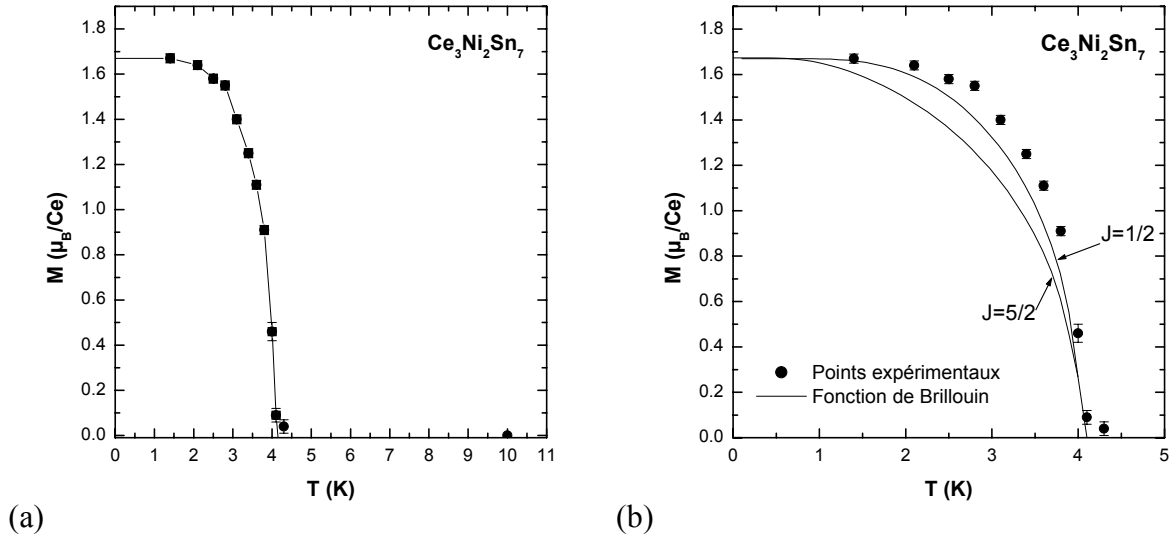 Ce3Ni2Sn7
M (μB/Ce)
1.8
1.6
1.4
1.2
1.0
0.8
0.6
0.4
0.2
0.0
0 1 2 3 4 5 6 7 8 9 10 11
T (K)
(a)
Ce3Ni2Sn7
M (μB/Ce)
1.8
1.6
1.4
1.2
1.0
0.8
0.6
0.4
0.2
0.0
J=1/2
J=5/2
Points expérimentaux
Fonction de Brillouin
0 1 2 3 4 5
T (K)
(b)